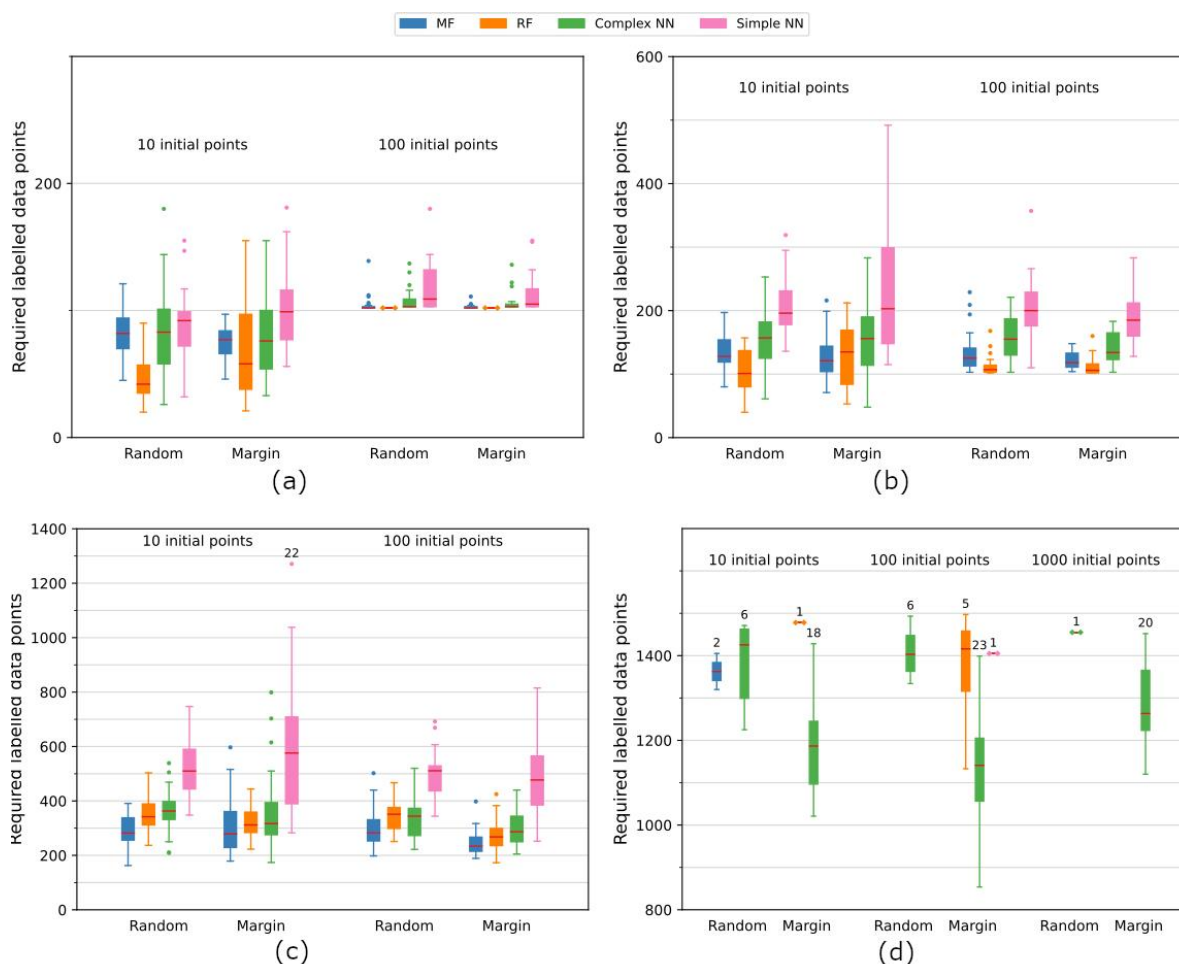 MF RF Complex NN Simple NN
Required labelled data points
200
0
10 initial points 100 initial points
Random Margin Random Margin
(a)
Required labelled data points
600
400
200
0
10 initial points 100 initial points
Random Margin Random Margin
(b)
Required labelled data points
1400
1200
1000
800
600
400
200
0
10 initial points 100 initial points
22
Random Margin Random Margin
(c)
Required labelled data points
1400
1200
1000
800
10 initial points 100 initial points 1000 initial points
2 6 1 18 6 5 23 1 1 20
Random Margin Random Margin Random Margin
(d)